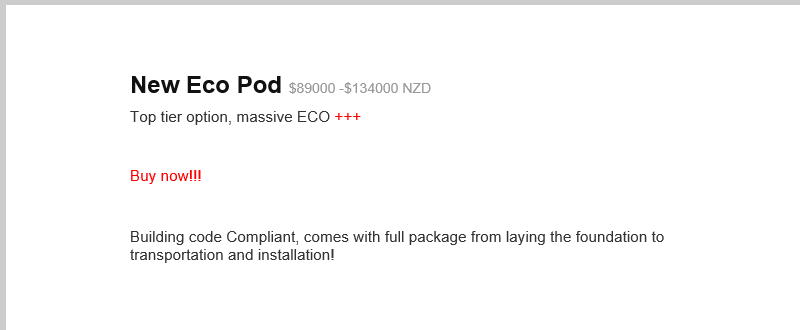 New Eco Pod $89000 -$134000 NZD
Top tier option, massive ECO +++
Buy now!!!
Building code Compliant, comes with full package from laying the foundation to
transportation and installation!